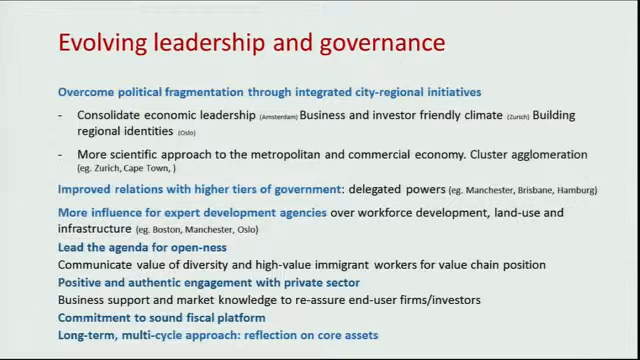 Evolving leadership and governance
Overcome political fragmentation through integrated city-regional initiatives
- Consolidate economic leadership (Amsterdam) Business and investor friendly climate (Zurich) Building
regional identities (Oslo)
- More scientific approach to the metropolitan and commercial economy. Cluster agglomeration
(eg. Zurich, Cape Town, )
Improved relations with higher tiers of government: delegated powers (eg. Manchester, Brisbane, Hamburg)
More influence for expert development agencies over workforce development, land-use and
infrastructure (eg. Boston, Manchester, Oslo)
Lead the agenda for open-ness
Communicate value of diversity and high-value immigrant workers for value chain position
Positive and authentic engagement with private sector
Business support and market knowledge to re-assure end-user firms/investors
Commitment to sound fiscal platform
Long-term, multi-cycle approach: reflection on core assets